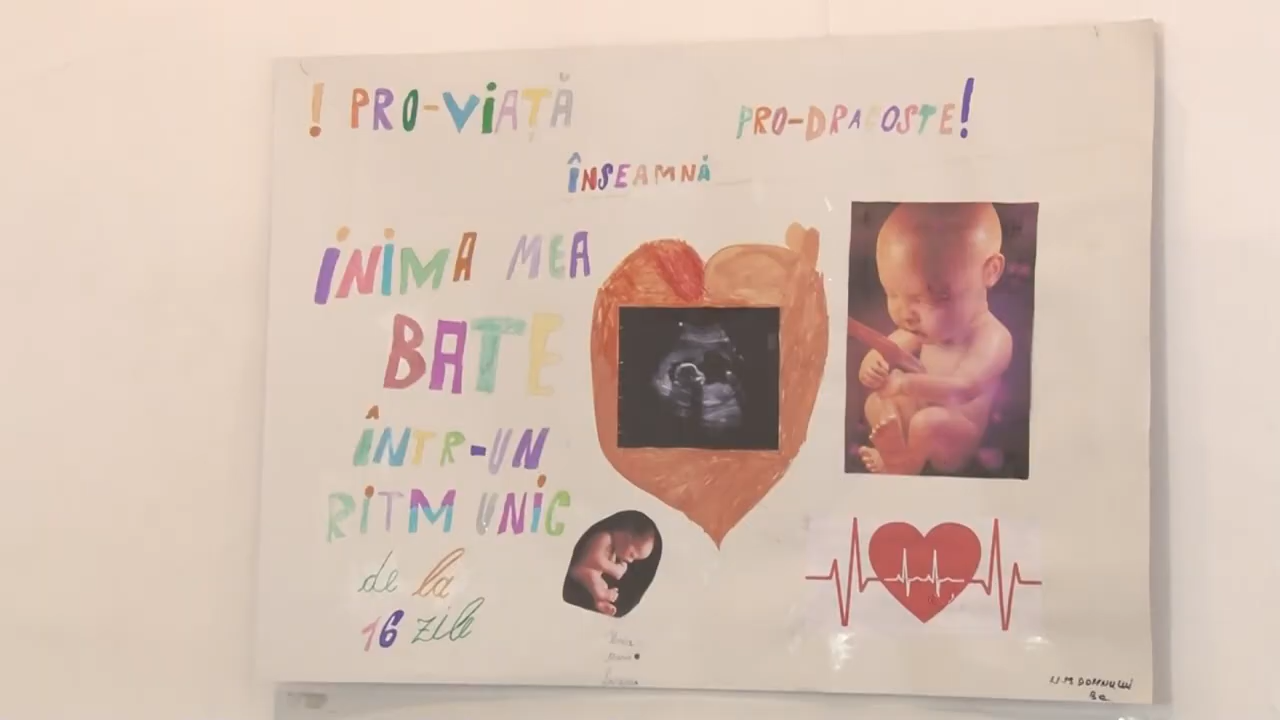 ! PRO-VIAȚĂ
PRO-DRAGOSTE!
ÎNSEAMNĂ
INIMA MEA
BATE
ÎNTR-UN
RITM UNIC
de la
16 zile